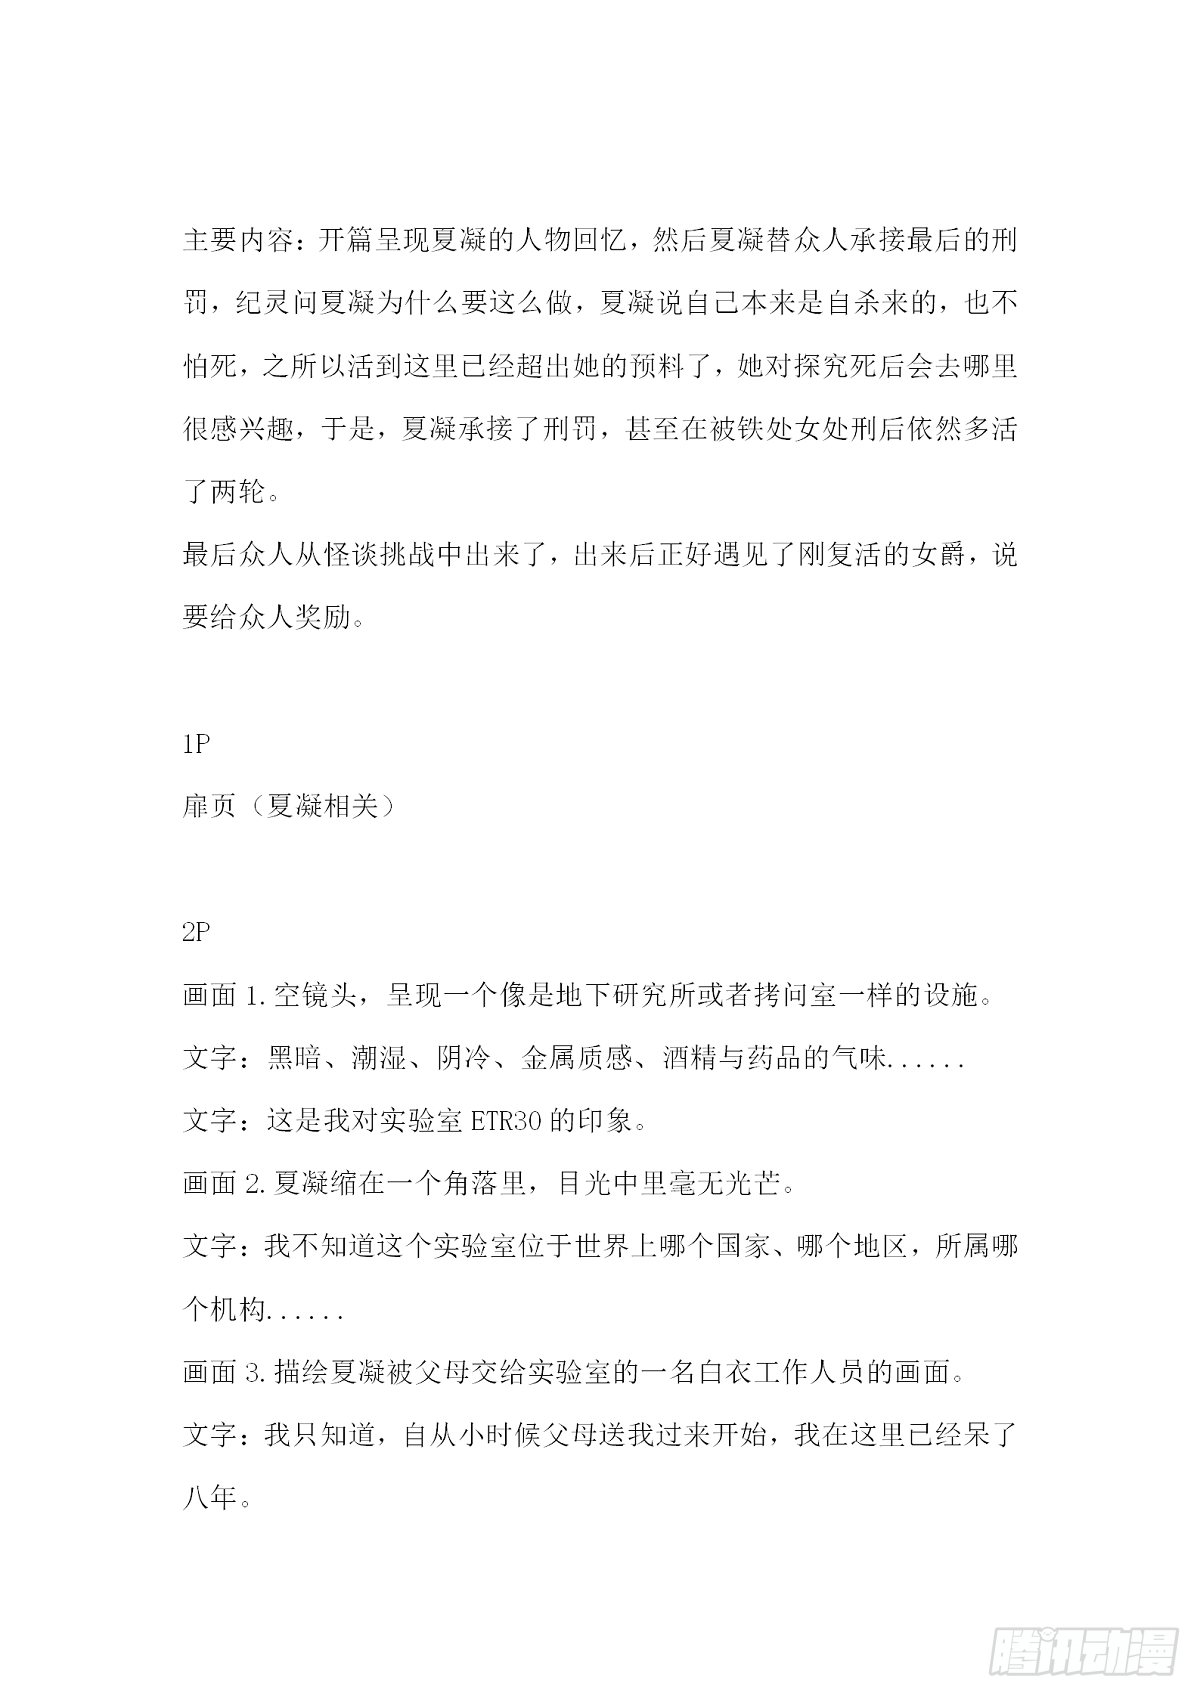 主要内容：开篇呈现夏凝的人物回忆，然后夏凝替众人承接最后的刑
罚，纪灵问夏凝为什么要这么做，夏凝说自己本来是自杀来的，也不
怕死，之所以活到这里已经超出她的预料了，她对探究死后会去哪里
很感兴趣，于是，夏凝承接了刑罚，甚至在被铁处女处刑后依然多活
了两轮。
最后众人从怪谈挑战中出来了，出来后正好遇见了刚复活的女爵，说
要给众人奖励。
1P
扉页（夏凝相关）
2P
画面1.空镜头，呈现一个像是地下研究所或者拷问室一样的设施。
文字：黑暗、潮湿、阴冷、金属质感、酒精与药品的气味......
文字：这是我对实验室ETR30的印象。
画面2.夏凝缩在一个角落里，目光中里毫无光芒。
文字：我不知道这个实验室位于世界上哪个国家、哪个地区，所属哪
个机构......
画面3.描绘夏凝被父母交给实验室的一名白衣工作人员的画面。
文字：我只知道，自从小时候父母送我过来开始，我在这里已经呆了
八年。
腾讯动漫